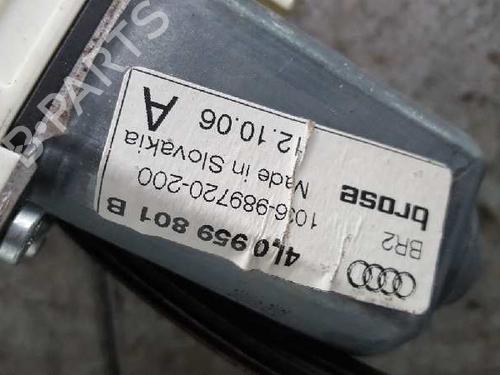 BR2
brose
1036-989720-200
Made in Slovakia
12.10.06 A
4L0 959 801 B
B-PARTS